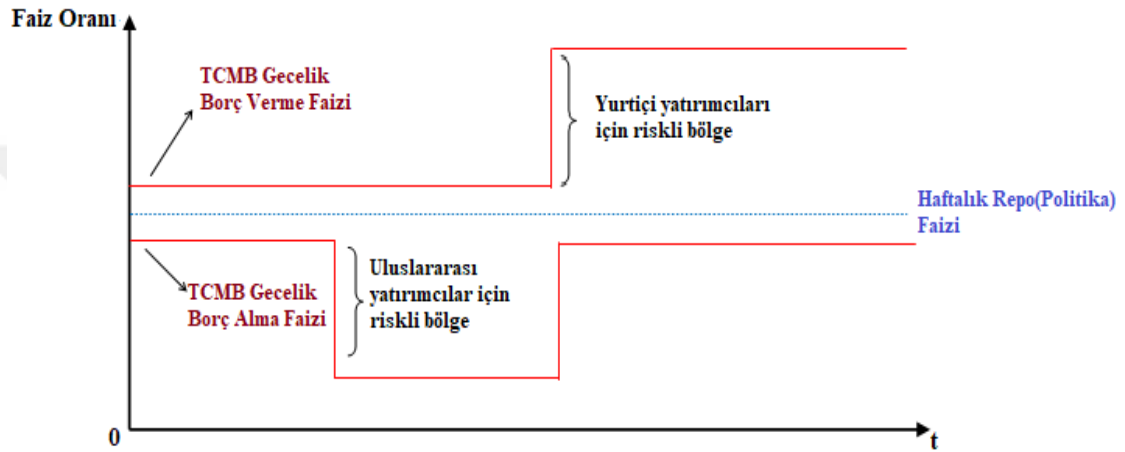 Faiz Oranı
TCMB Gecelik
Borç Verme Faizi
Yurtiçi yatırımcıları
için riskli bölge
Haftalık Repo(Politika)
Faizi
Uluslararası
yatırımcılar için
riskli bölge
TCMB Gecelik
Borç Alma Faizi
0
t